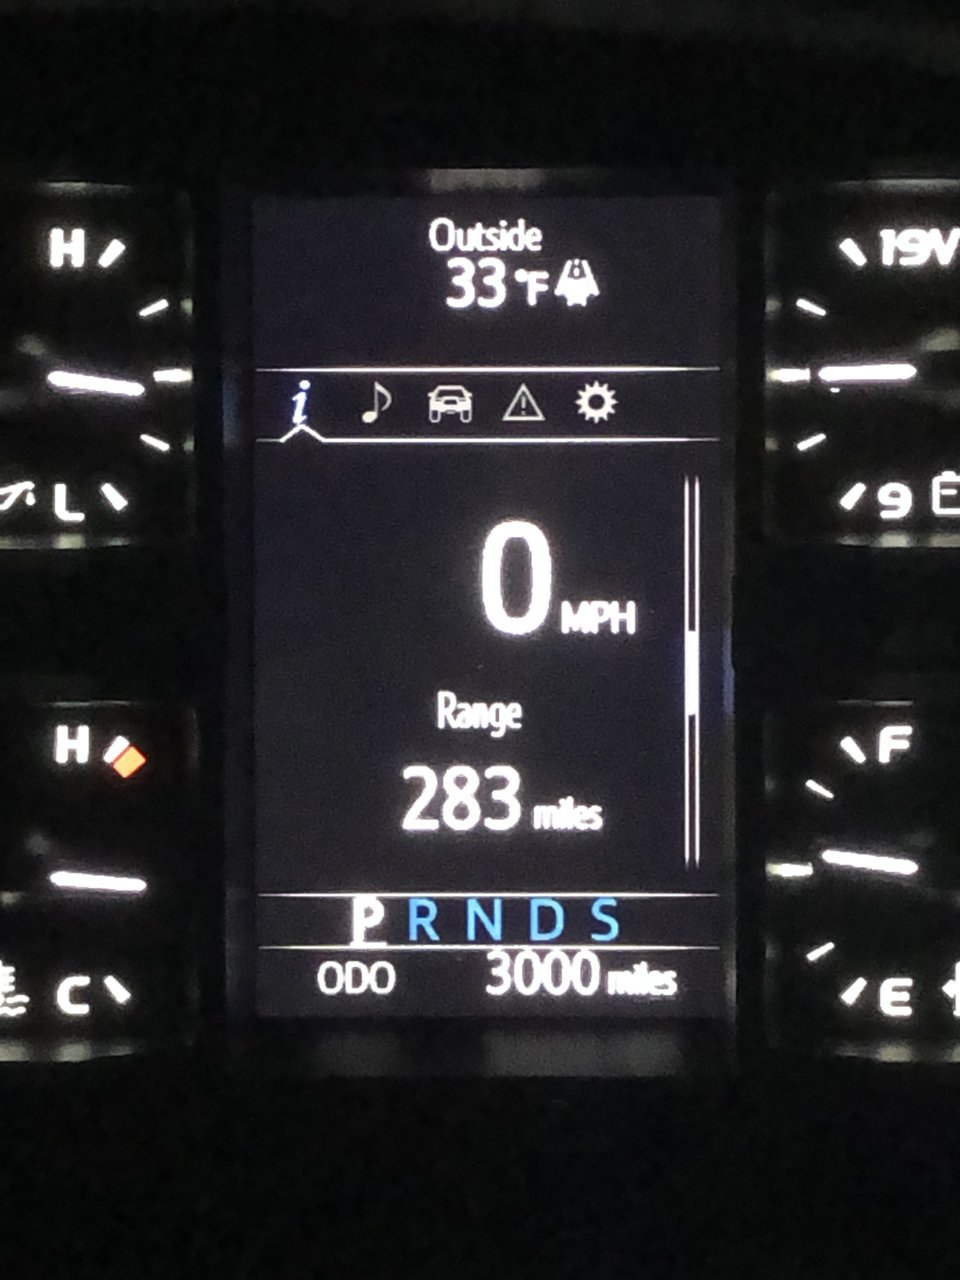 Outside
33 °F
H
19V
L
9
0 MPH
Range
H
F
283 miles
P R N D S
ODO 3000 miles
C
E